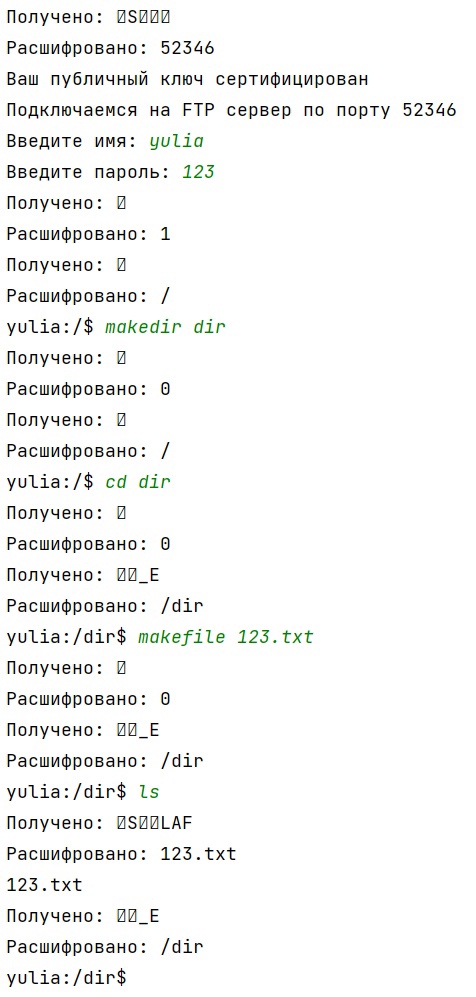 Получено: 𝕊S
Расшифровано: 52346
Ваш публичный ключ сертифицирован
Подключаемся на FTP сервер по порту 52346
Введите имя: yulia
Введите пароль: 123
Получено:
Расшифровано: 1
Получено:
Расшифровано: /
yulia:/$ makedir dir
Получено:
Расшифровано: 0
Получено:
Расшифровано: /
yulia:/$ cd dir
Получено:
Расшифровано: 0
Получено: _E
Расшифровано: /dir
yulia:/dir$ makefile 123.txt
Получено:
Расшифровано: 0
Получено: _E
Расшифровано: /dir
yulia:/dir$ ls
Получено: SLAF
Расшифровано: 123.txt
123.txt
Получено: _E
Расшифровано: /dir
yulia:/dir$